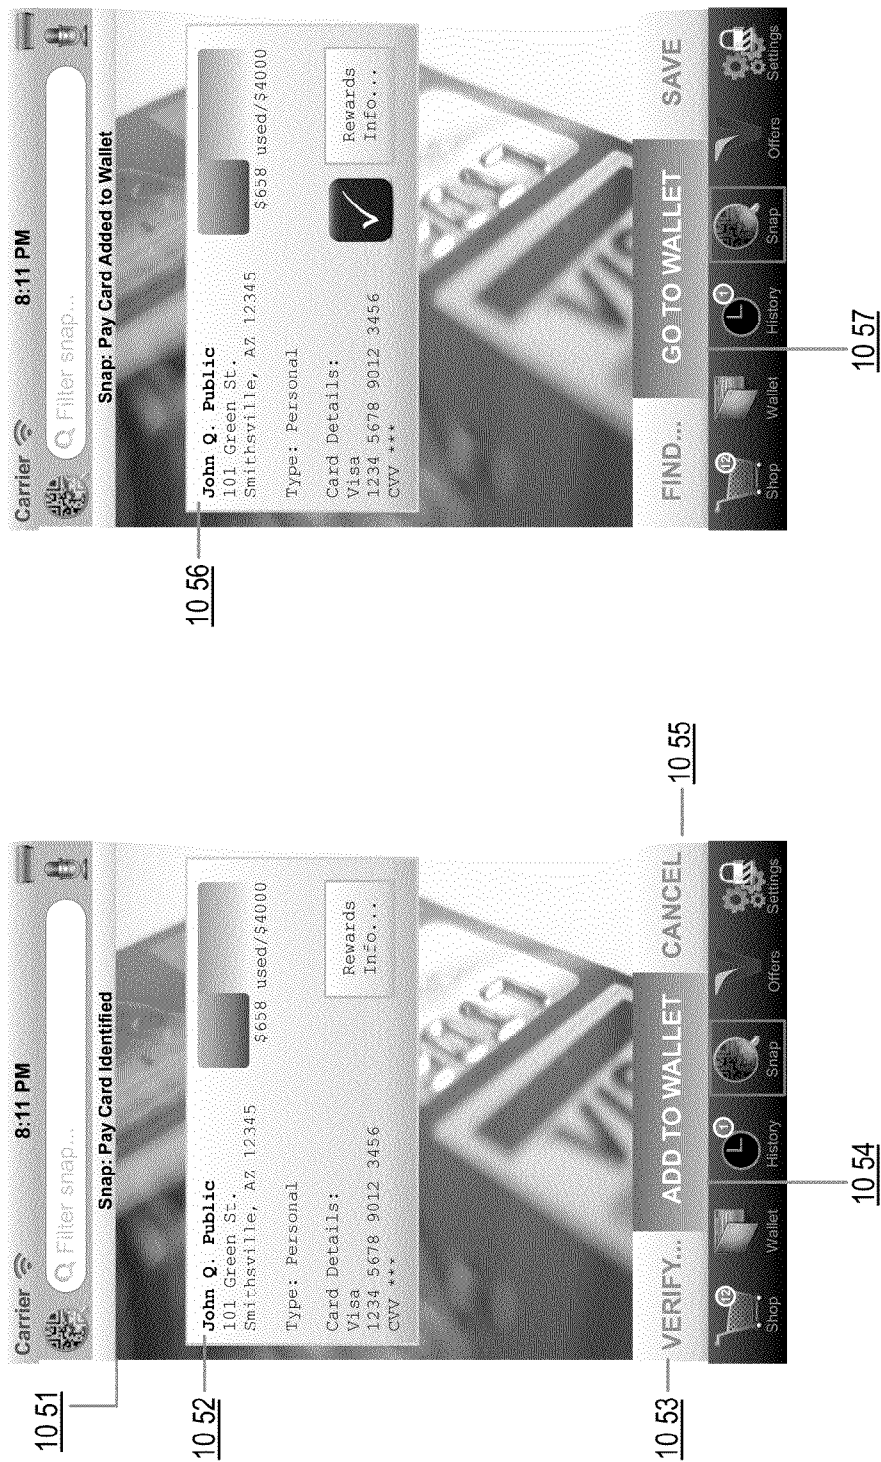 Carrier
8:11 PM
Filter snap...
Snap: Pay Card Identified
John Q. Public
101 Green St.
Smithsville, AZ 12345
$658 used/$4000
Type: Personal
Card Details:
Visa
1234 5678 9012 3456
CVV ***
Rewards
Info...
VERIFY...
ADD TO WALLET
CANCEL
12
Shop
Wallet
1
History
Snap
Offers
Settings
10 51
10 52
10 53
10 54
10 55
Carrier
8:11 PM
Filter snap...
Snap: Pay Card Added to Wallet
John Q. Public
101 Green St.
Smithsville, AZ 12345
$658 used/$4000
Type: Personal
Card Details:
Visa
1234 5678 9012 3456
CVV ***
Rewards
Info...
FIND...
GO TO WALLET
SAVE
12
Shop
Wallet
1
History
Snap
Offers
Settings
10 56
10 57